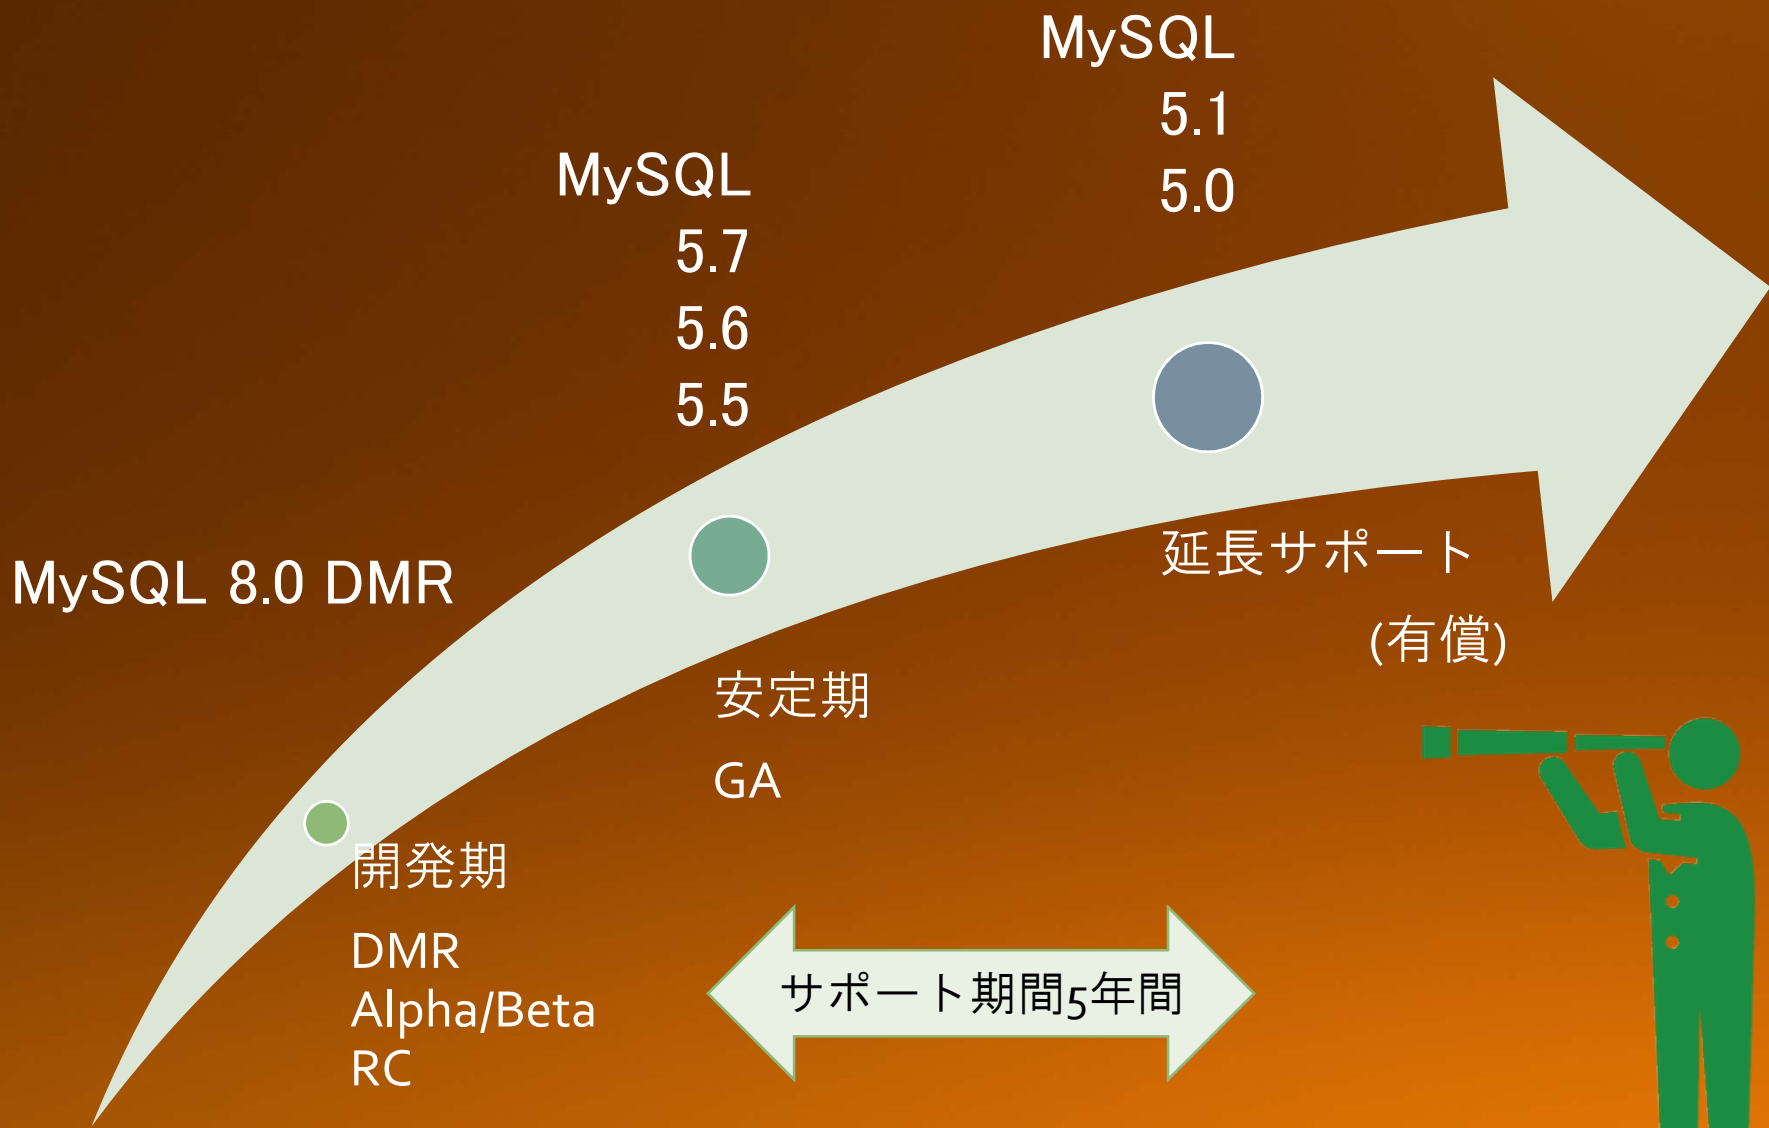 MySQL
5.1
5.0
MySQL
5.7
5.6
5.5
MySQL 8.0 DMR
延長サポート
(有償)
安定期
GA
開発期
DMR
Alpha/Beta
RC
サポート期間5年間